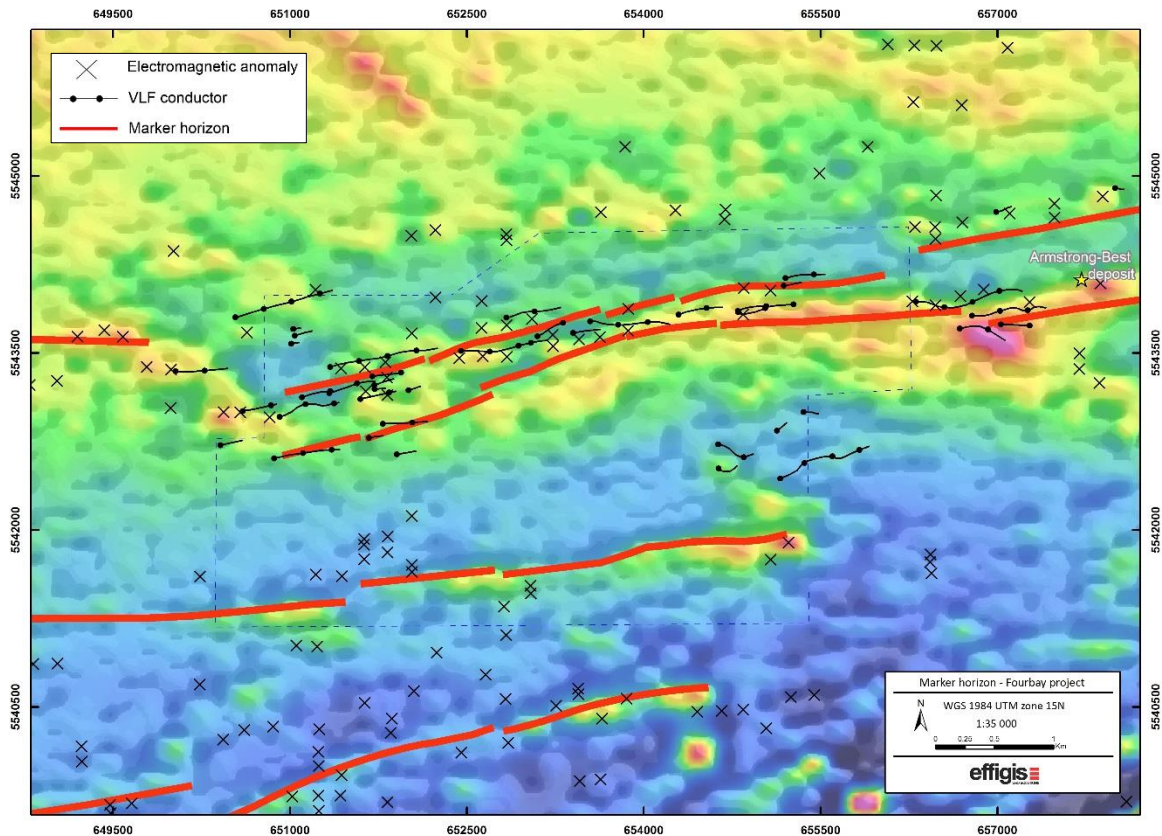 649500 651000 652500 654000 655500 657000
Electromagnetic anomaly
VLF conductor
Marker horizon
5545000 5545000
Armstrong-Best
deposit
5543500 5543500
5542000 5542000
5540500 5540500
Marker horizon - Fourbay project
WGS 1984 UTM zone 15N
N
1:35 000
0 0.25 0.5 1
Km
effigis
649500 651000 652500 654000 655500 657000